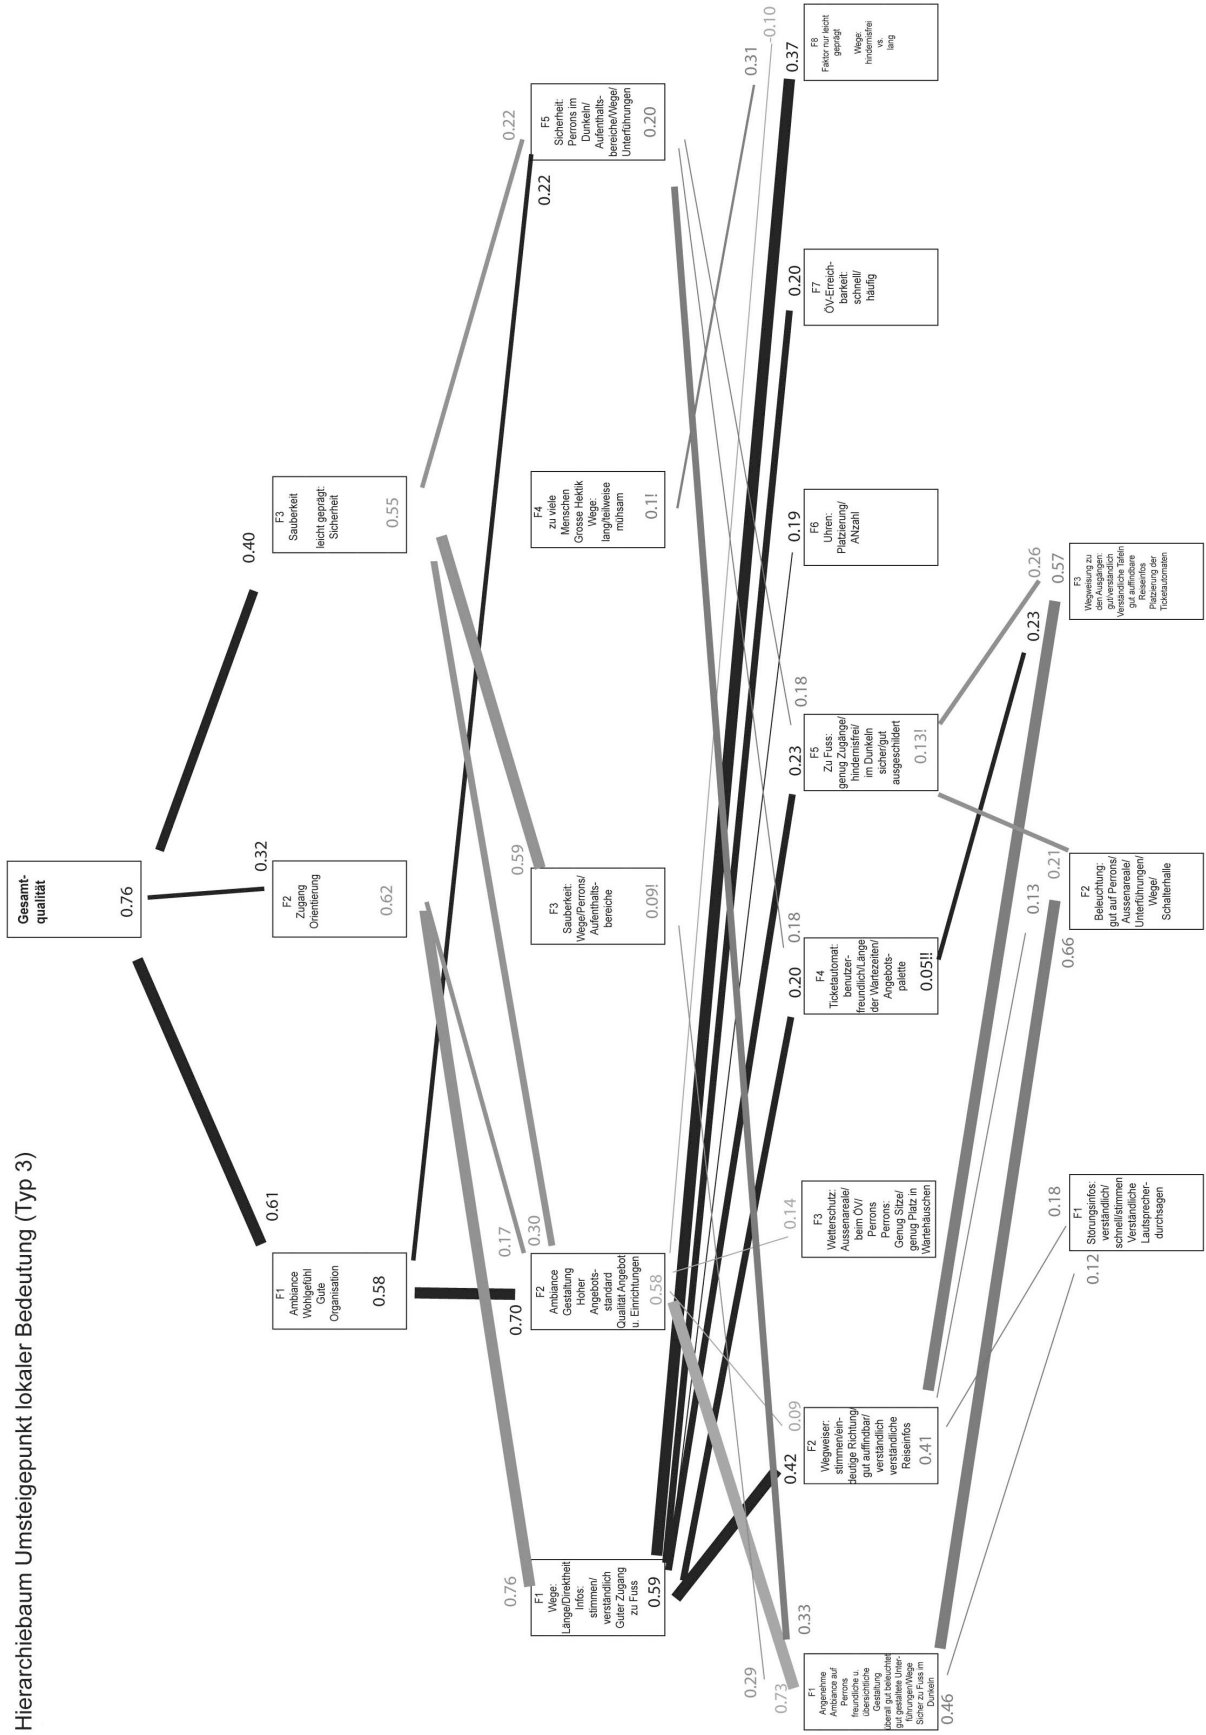 Hierarchiebaum Umsteigepunkt lokaler Bedeutung (Typ 3)
Gesamt-
qualität
0.76
0.61
0.32
0.40
F1
Ambiance
Wohlgefühl
Gute
Organisation
0.58
F2
Zugang
Orientierung
0.62
F3
Sauberkeit
leicht geprägt:
Sicherheit
0.55
0.76
0.70
0.17
0.30
0.59
0.22
0.22
F1
Wege:
Länge/Direktheit
Infos:
stimmen/
verständlich
Guter Zugang
zu Fuss
0.59
F2
Ambiance
Gestaltung
Hoher
Angebots-
standard
Qualität Angebot
u. Einrichtungen
0.58
F3
Sauberkeit:
Wege/Perrons/
Aufenthalts-
bereiche
0.09!
F4
zu viele
Menschen
Grosse Hektik
Wege:
lang/teilweise
mühsam
0.1!
F5
Sicherheit:
Perrons im
Dunkeln/
Aufenthalts-
bereiche/Wege/
Unterführungen
0.20
0.29
0.73
0.33
0.42
0.09
0.14
0.20
0.18
0.23
0.18
0.19
0.20
0.31
-0.10
0.37
F1
Angenehme
Ambiance auf
Perrons
freundliche u.
übersichtliche
Gestaltung
überall gut beleuchtet
gut gestaltete Unter-
führungen/Wege
Sicher zu Fuss im
Dunkeln
0.46
F2
Wegweiser:
stimmen/ein-
deutige Richtung/
gut auffindbar/
verständlich
verständliche
Reiseinfos
0.41
F3
Wetterschutz:
Aussenareale/
beim ÖV/
Perrons
Perrons:
Genug Sitze/
genug Platz in
Wartehäuschen
F4
Ticketautomat:
benutzer-
freundlich/Länge
der Wartezeiten/
Angebots-
palette
0.05!!
F5
Zu Fuss:
genug Zugänge/
hindernisfrei/
im Dunkeln
sicher/gut
ausgeschildert
0.13!
F6
Uhren:
Platzierung/
ANzahl
F7
ÖV-Erreich-
barkeit:
schnell/
häufig
F8
Faktor nur leicht
geprägt
Wege:
hindernisfrei
vs.
lang
0.12
0.18
0.66
0.13
0.21
0.23
0.26
0.57
F1
Störungsinfos:
verständlich/
schnell/stimmen
Verständliche
Lautsprecher-
durchsagen
F2
Beleuchtung:
gut auf Perrons/
Aussenareale/
Unterführungen/
Wege/
Schalterhalle
F3
Wegweisung zu
den Ausgängen:
gut/verständlich
Verständliche Tafeln
gut auffindbare
Reiseinfos
Platzierung der
Ticketautomaten